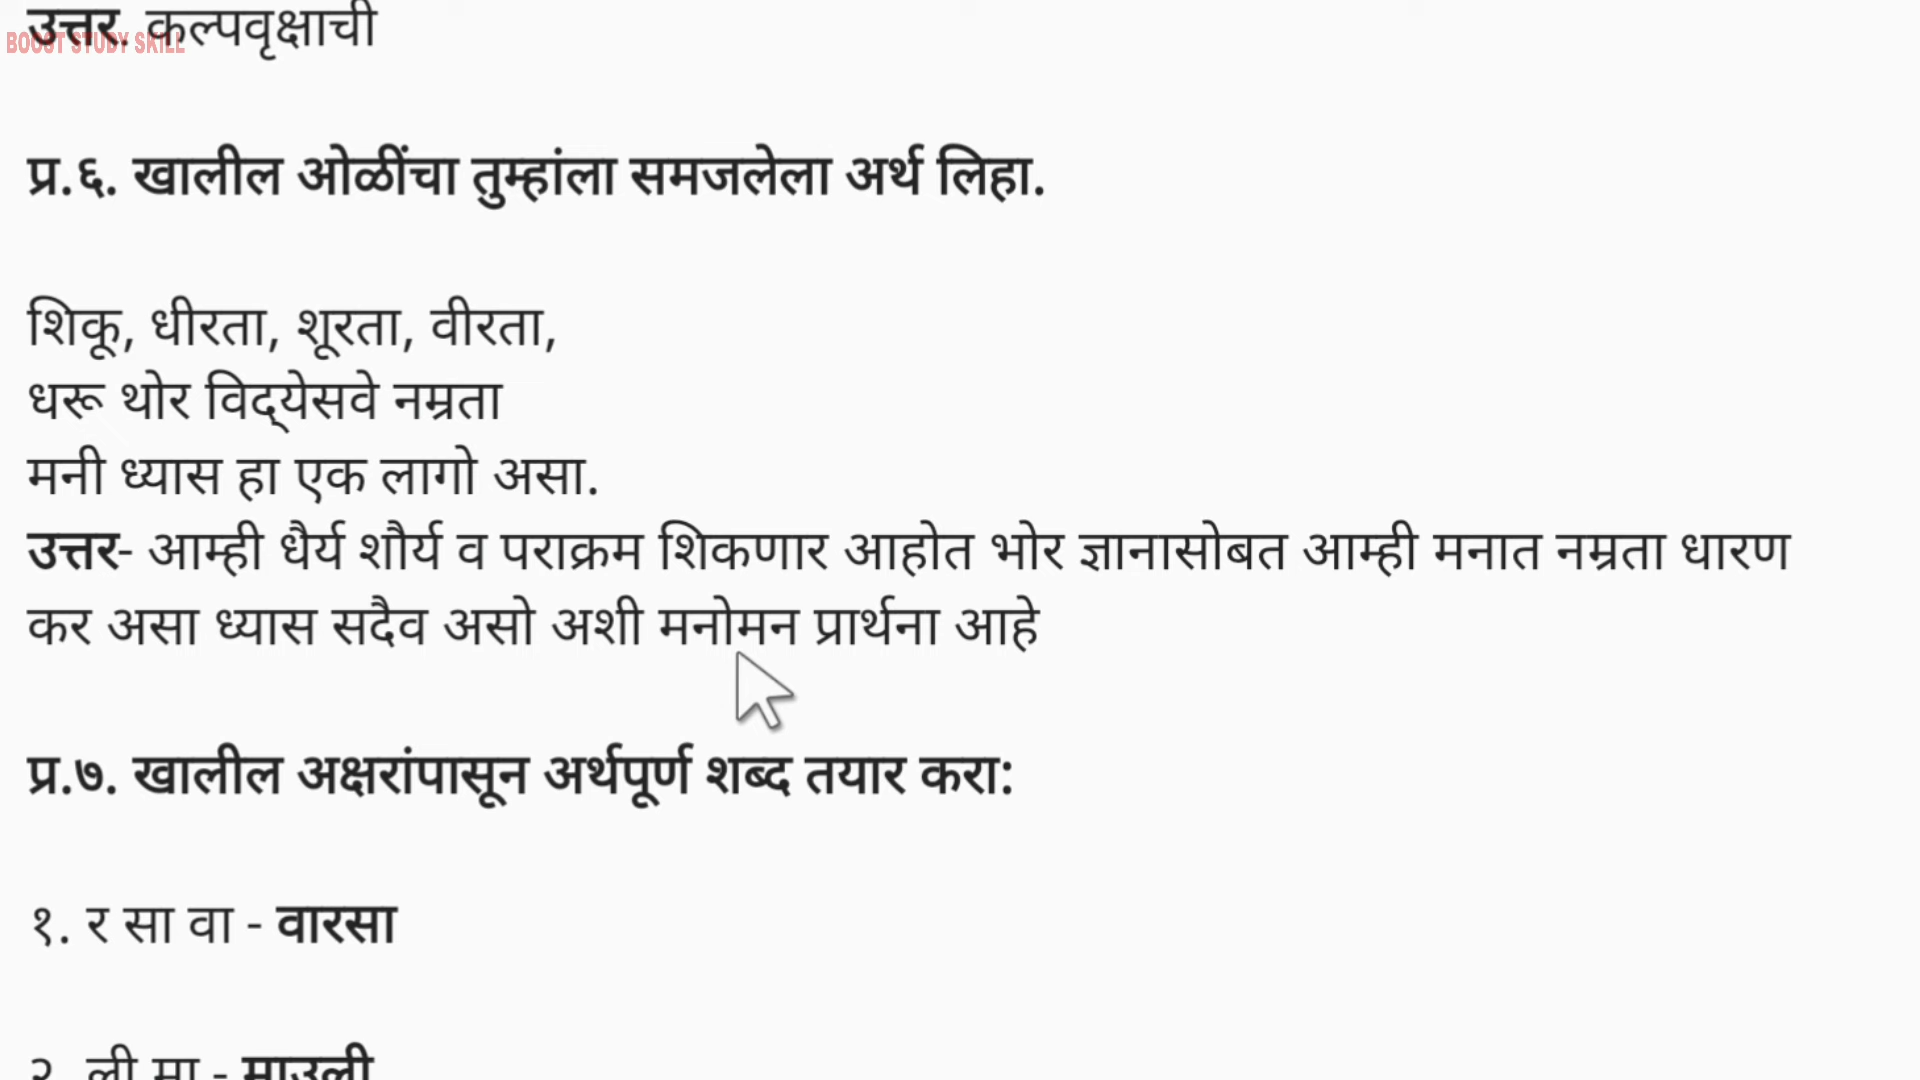 उत्तर. कल्पवृक्षाची
BOOST STUDY SKILL
प्र.६. खालील ओळींचा तुम्हांला समजलेला अर्थ लिहा.
शिकू, धीरता, शूरता, वीरता,
धरू थोर विद्येसवे नम्रता
मनी ध्यास हा एक लागो असा.
उत्तर- आम्ही धैर्य शौर्य व पराक्रम शिकणार आहोत भोर ज्ञानासोबत आम्ही मनात नम्रता धारण
कर असा ध्यास सदैव असो अशी मनोमन प्रार्थना आहे
प्र.७. खालील अक्षरांपासून अर्थपूर्ण शब्द तयार करा:
१. र सा वा - वारसा
२. ली मा - माउली